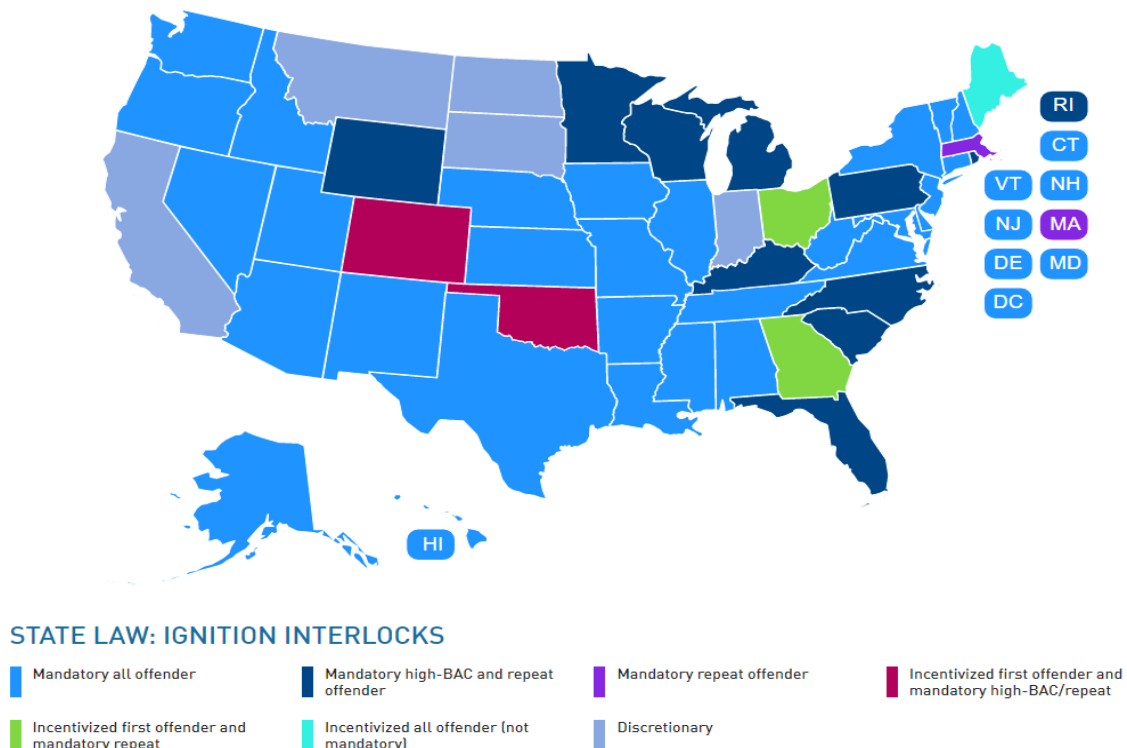 RI
CT
VT NH
NJ MA
DE MD
DC
HI
STATE LAW: IGNITION INTERLOCKS
Mandatory all offender
Mandatory high-BAC and repeat
offender
Mandatory repeat offender
Incentivized first offender and
mandatory high-BAC/repeat
Incentivized first offender and
mandatory repeat
Incentivized all offender (not
mandatory)
Discretionary